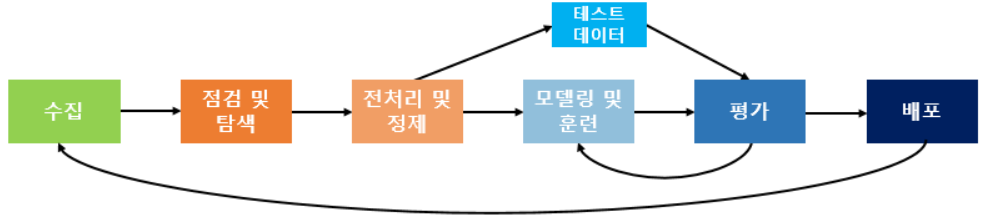 테스트
데이터
수집
점검 및
탐색
전처리 및
정제
모델링 및
훈련
평가
배포